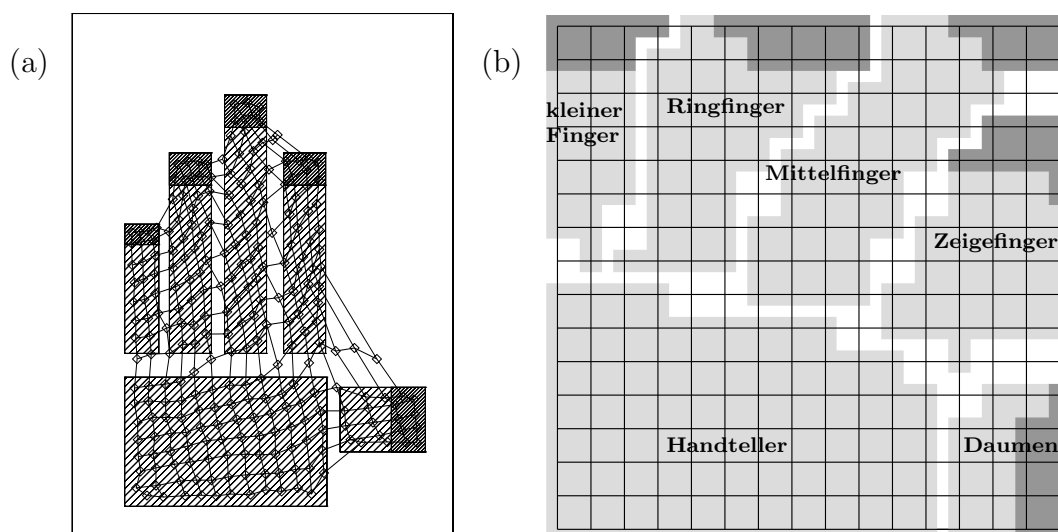 (a)
(b)
kleiner
Finger
Ringfinger
Mittelfinger
Zeigefinger
Handteller
Daumen